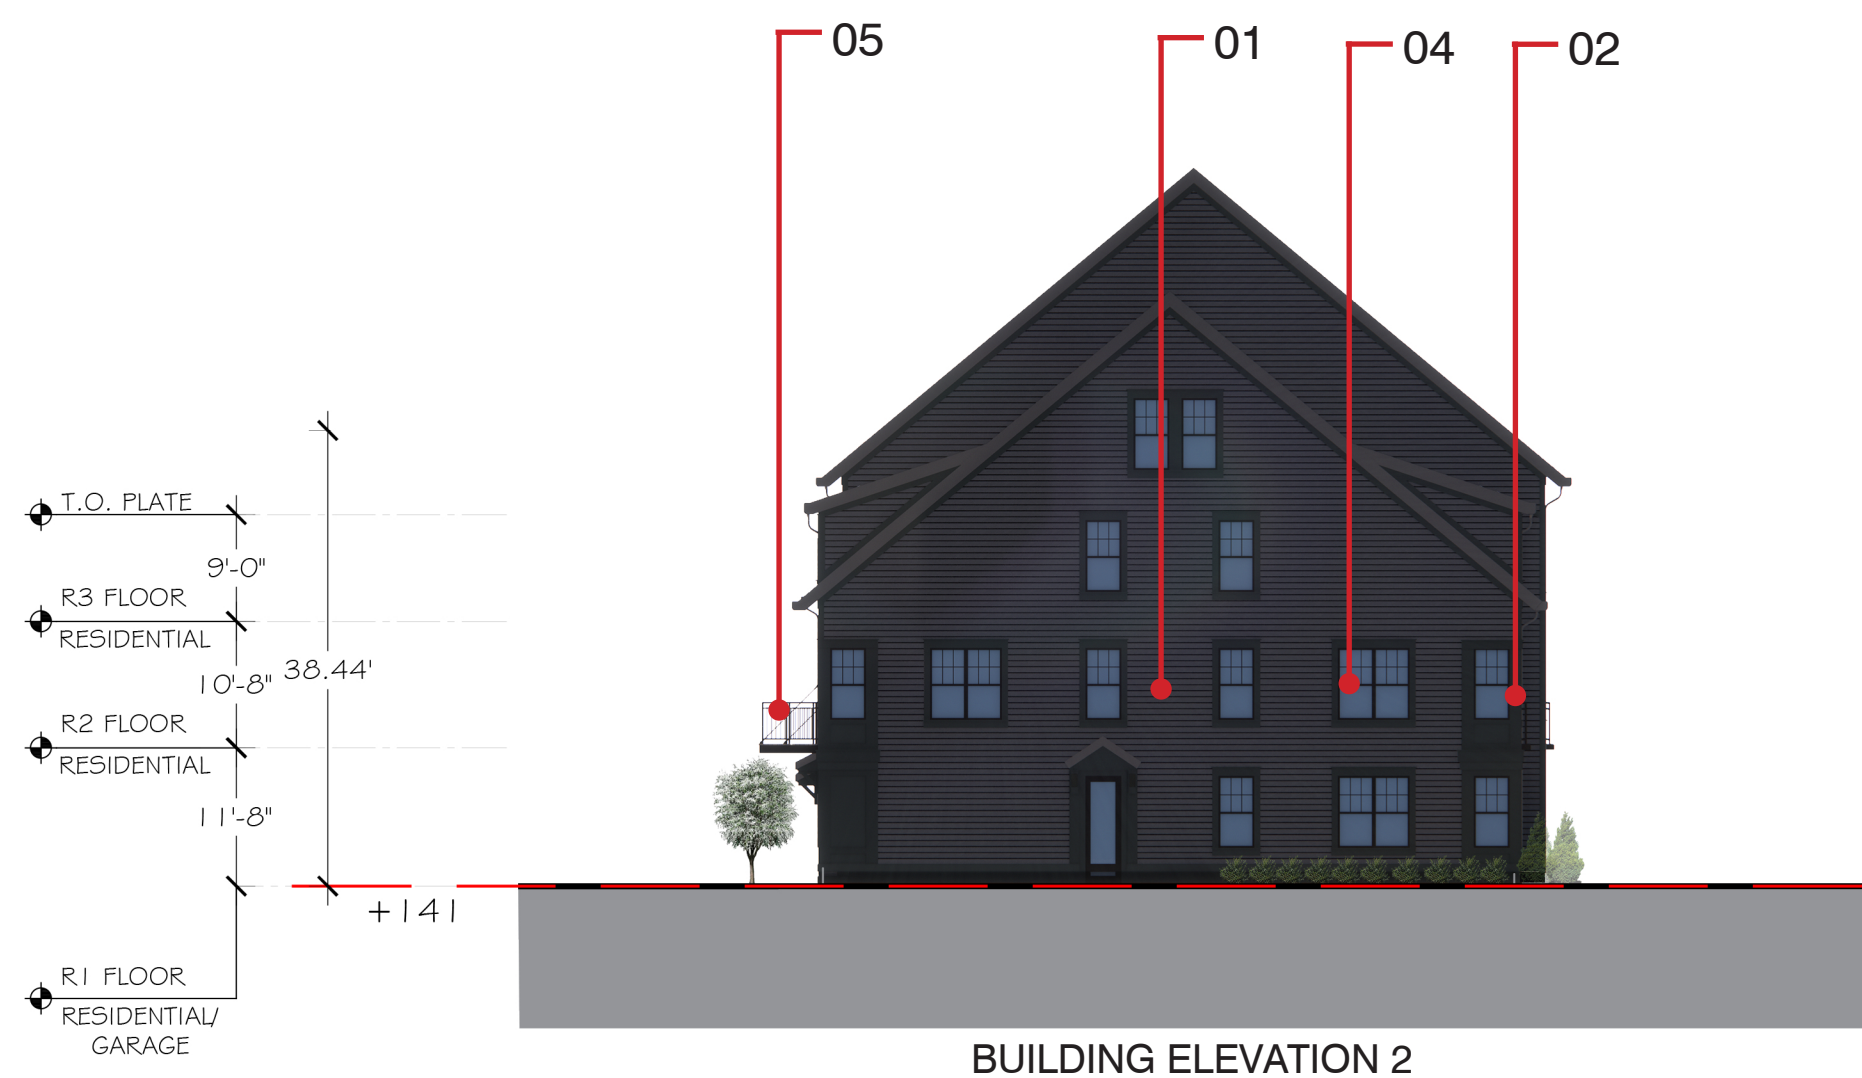 05
01
04
02
T.O. PLATE
9'-0"
R3 FLOOR
RESIDENTIAL
10'-8"
38.44'
R2 FLOOR
RESIDENTIAL
11'-8"
+141
R1 FLOOR
RESIDENTIAL/
GARAGE
BUILDING ELEVATION 2